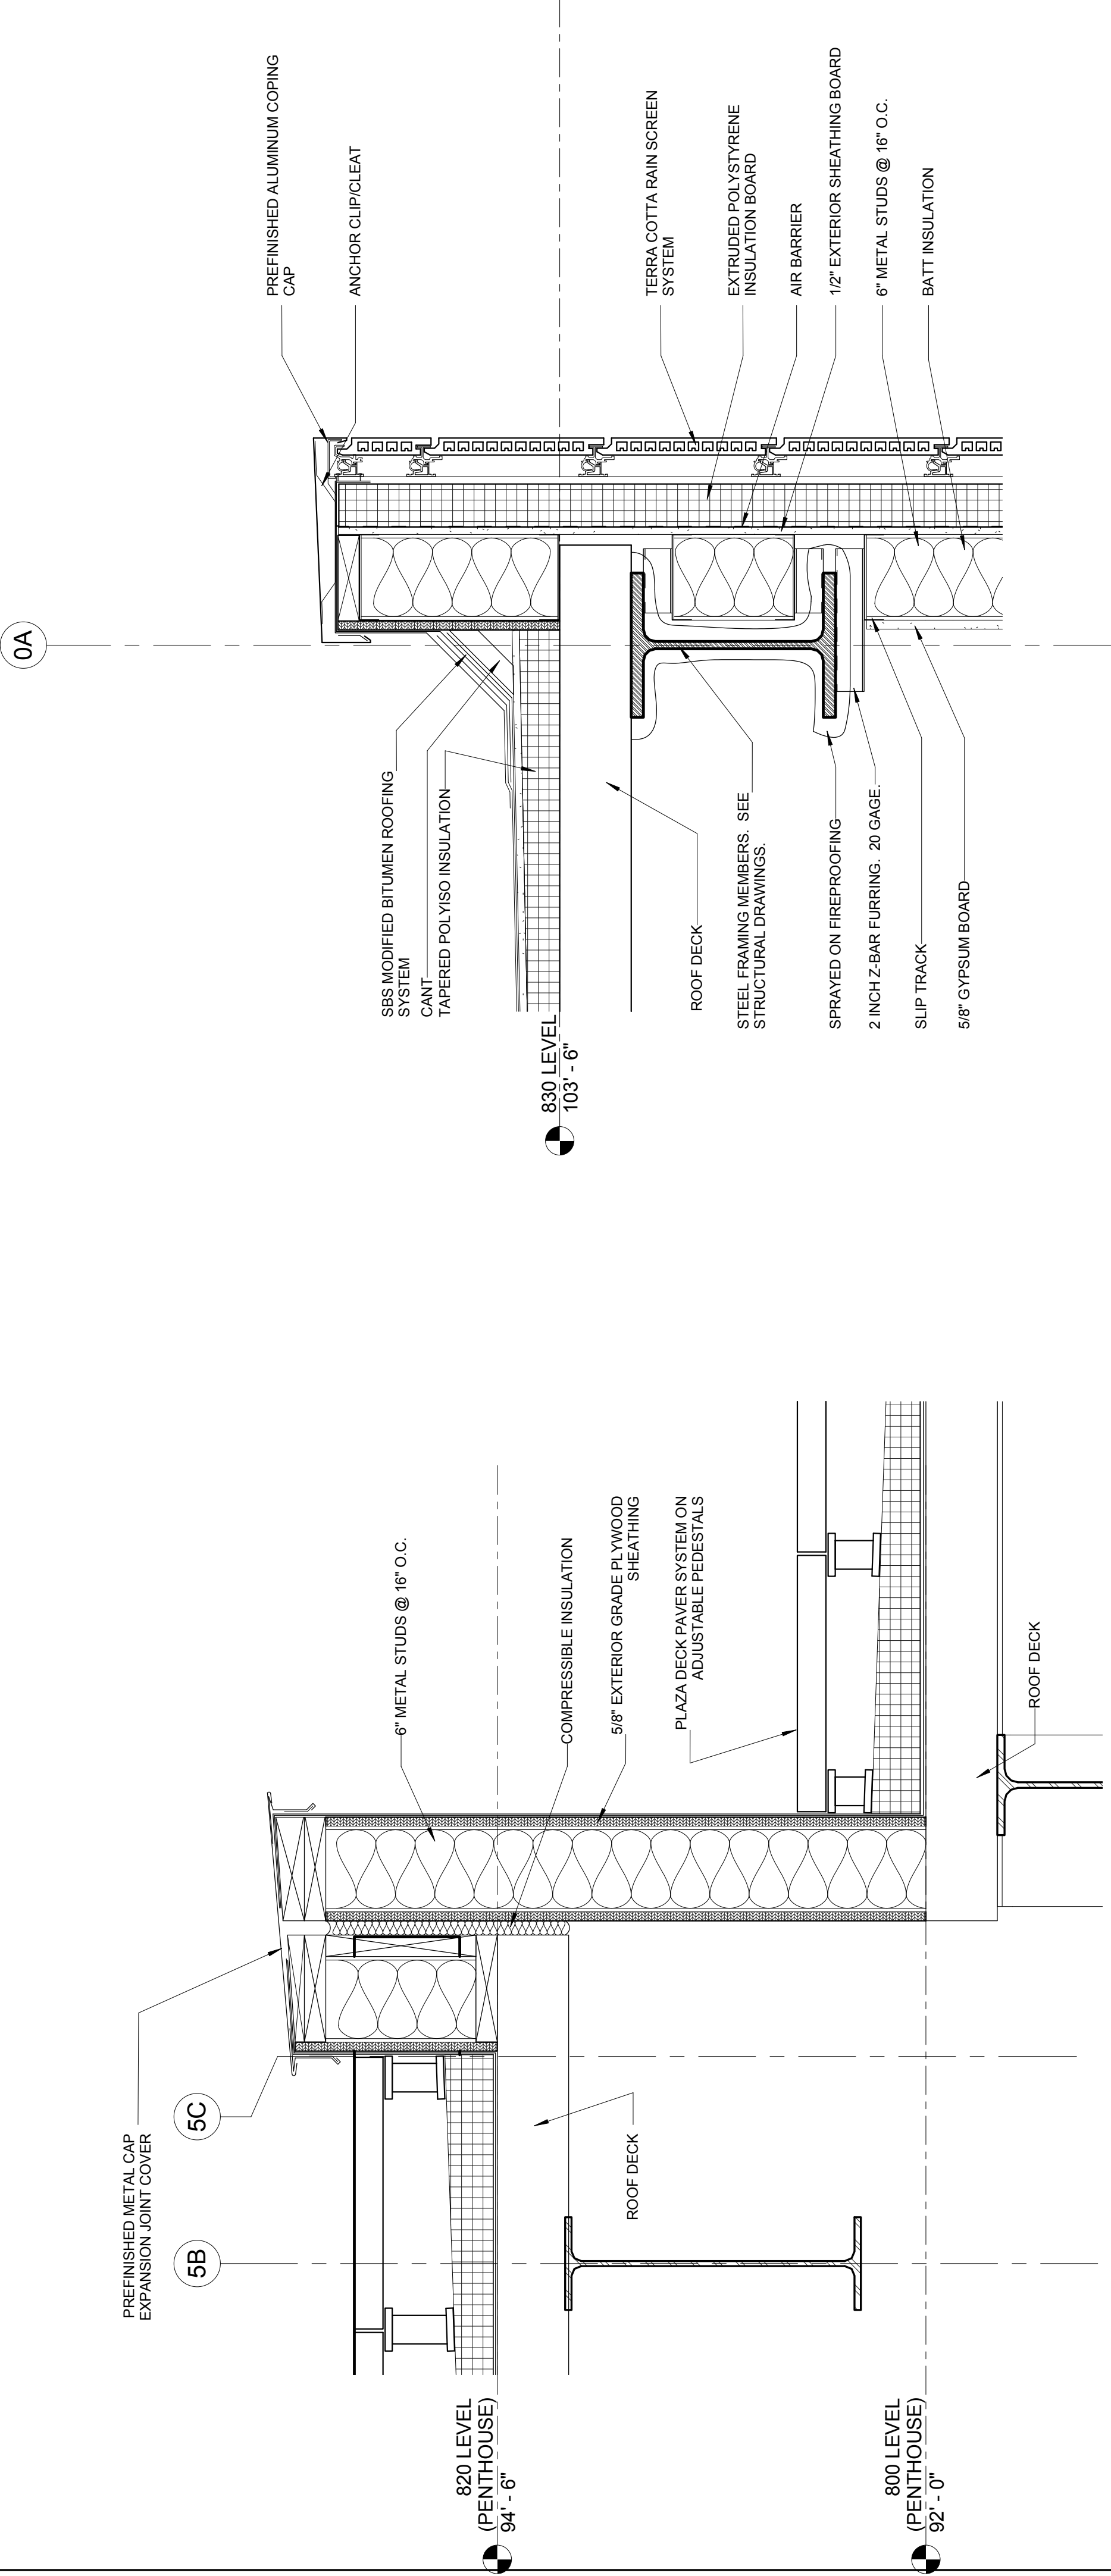 PREFINISHED METAL CAP
EXPANSION JOINT COVER
5B
5C
6" METAL STUDS @ 16" O.C.
COMPRESSIBLE INSULATION
5/8" EXTERIOR GRADE PLYWOOD
SHEATHING
PLAZA DECK PAVER SYSTEM ON
ADJUSTABLE PEDESTALS
ROOF DECK
ROOF DECK
820 LEVEL
(PENTHOUSE)
94' - 6"
800 LEVEL
(PENTHOUSE)
92' - 0"
0A
PREFINISHED ALUMINUM COPING
CAP
ANCHOR CLIP/CLEAT
SBS MODIFIED BITUMEN ROOFING
SYSTEM
CANT
TAPERED POLYISO INSULATION
830 LEVEL
103' - 6"
ROOF DECK
STEEL FRAMING MEMBERS. SEE
STRUCTURAL DRAWINGS.
SPRAYED ON FIREPROOFING
2 INCH Z-BAR FURRING. 20 GAGE.
SLIP TRACK
5/8" GYPSUM BOARD
TERRA COTTA RAIN SCREEN
SYSTEM
EXTRUDED POLYSTYRENE
INSULATION BOARD
AIR BARRIER
1/2" EXTERIOR SHEATHING BOARD
6" METAL STUDS @ 16" O.C.
BATT INSULATION